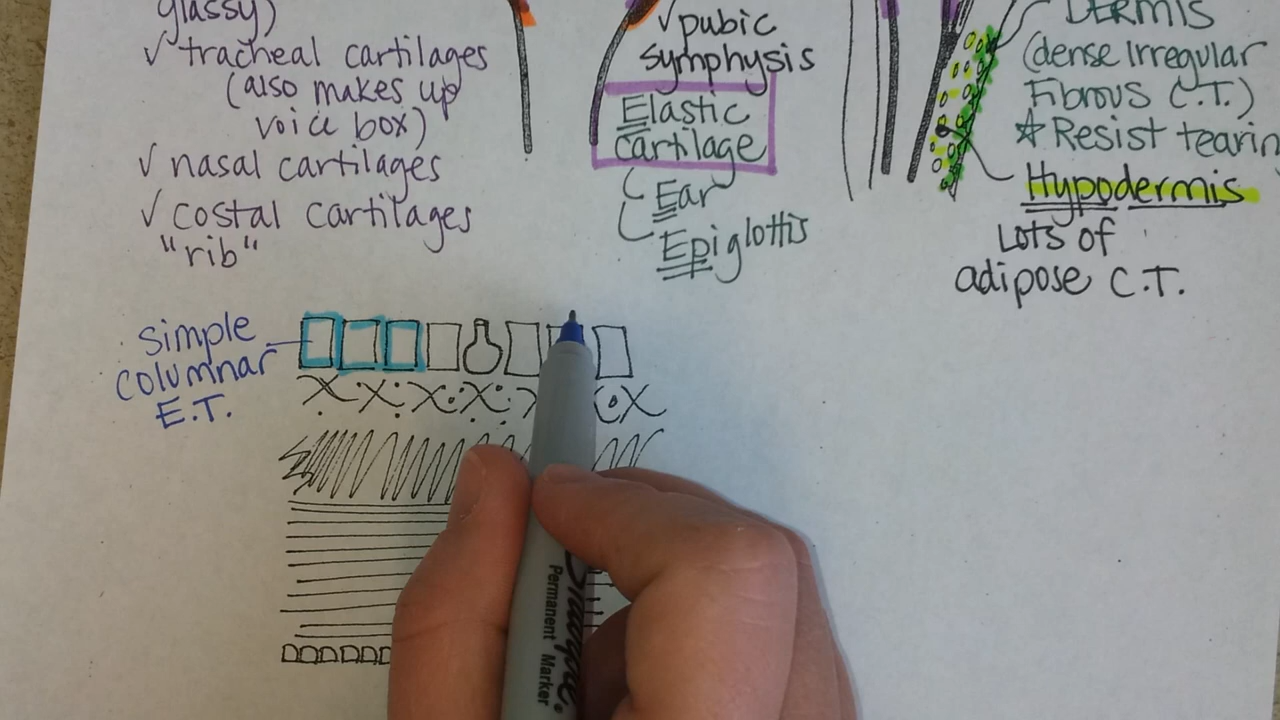 glassy)
✓ tracheal cartilages
(also makes up
voice box)
✓ nasal cartilages
✓ costal cartilages
"rib"
✓ pubic
symphysis
Elastic
cartilage
Ear
Epiglottis
DERMIS
(dense Irregular
Fibrous C.T.)
☆ Resist tearin
Hypodermis
Lots of
adipose C.T.
simple
columnar
E.T.
Sharpie
Permanent Marker